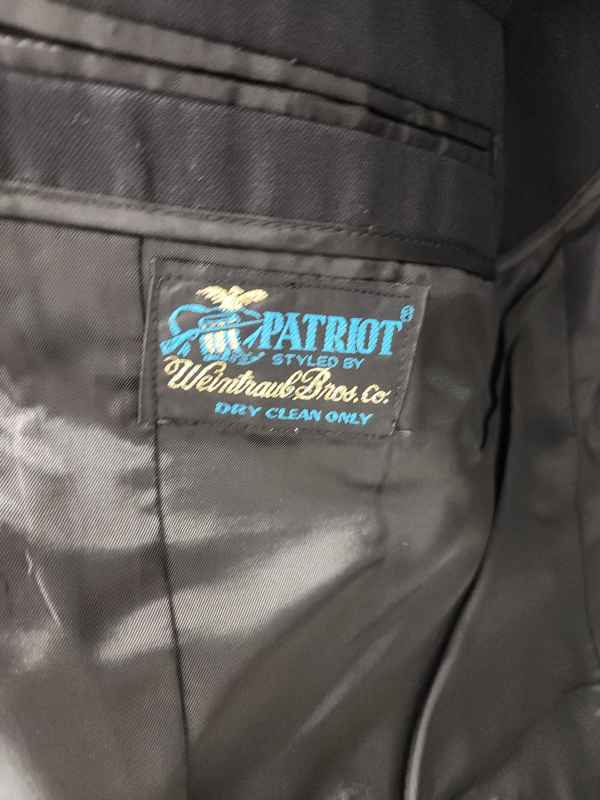 PATRIOT®
STYLED BY
Weintraub Bros. Co.
DRY CLEAN ONLY